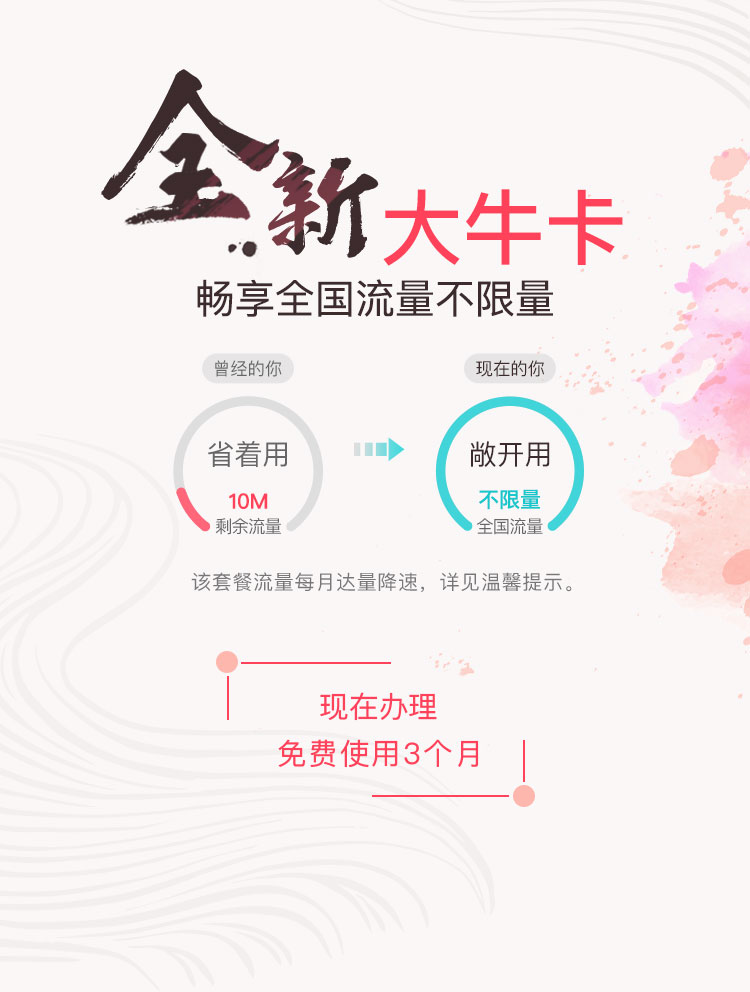 全新大牛卡
畅享全国流量不限量
曾经的你
现在的你
省着用
10M
剩余流量
敞开用
不限量
全国流量
该套餐流量每月达量降速，详见温馨提示。
现在办理
免费使用3个月